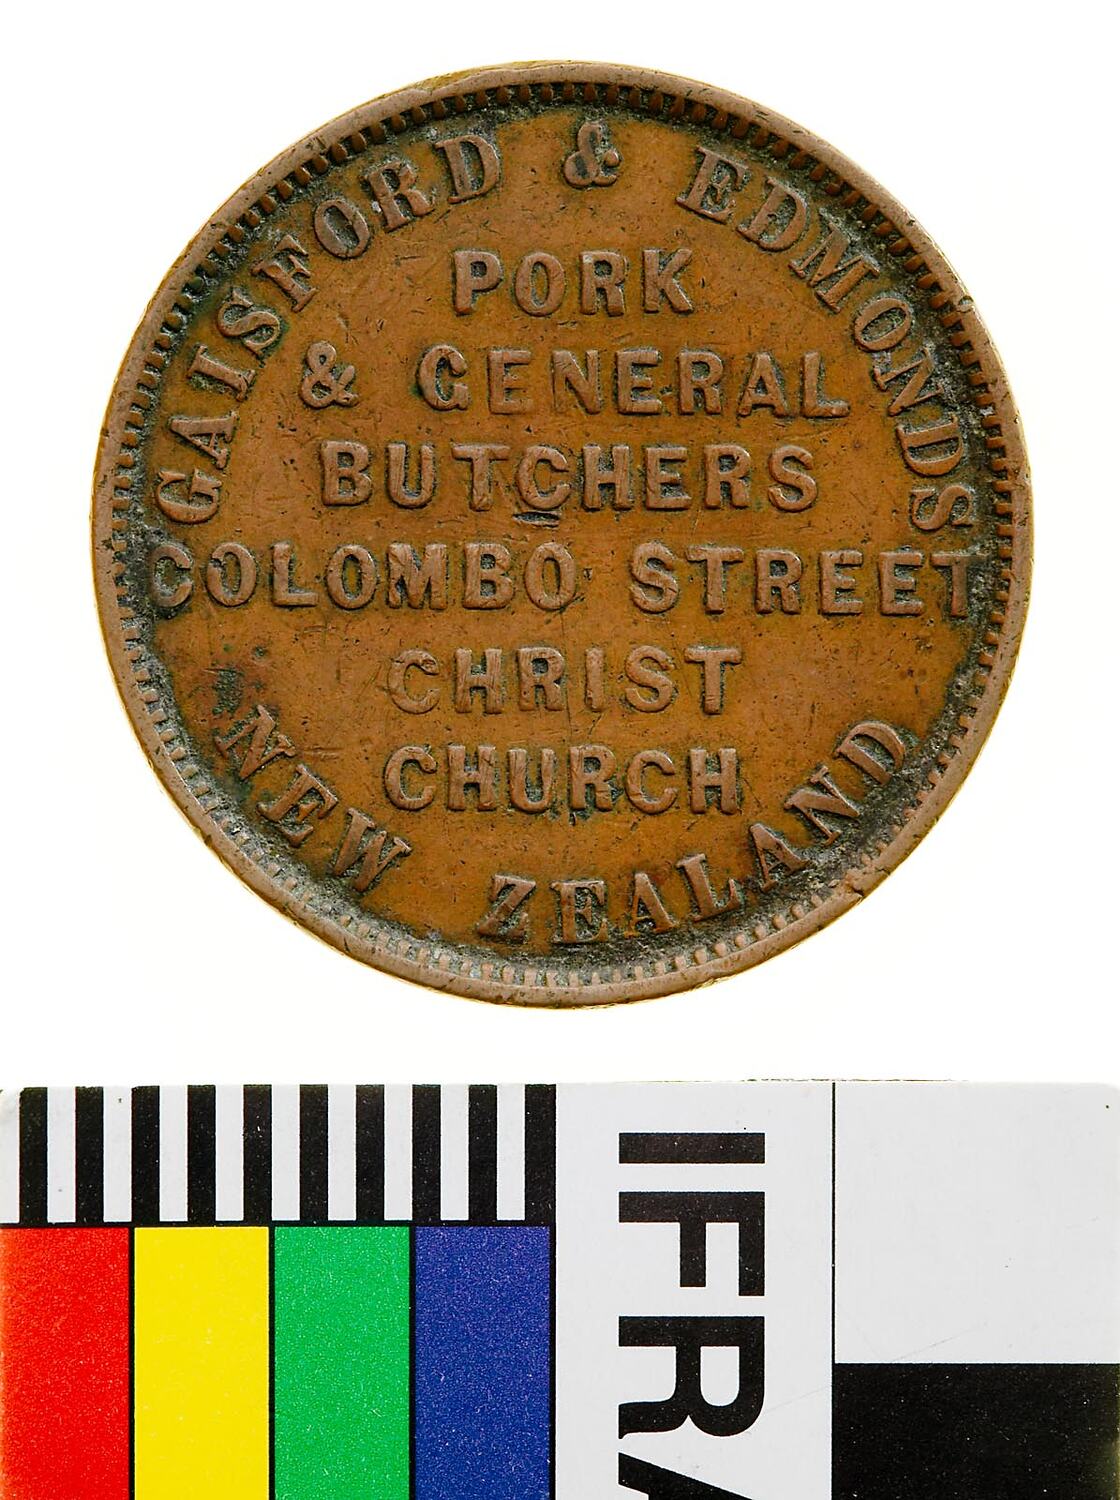 GAISFORD & EDMONDS
PORK
& GENERAL
BUTCHERS
COLOMBO STREET
CHRIST
CHURCH
NEW ZEALAND
IFRA